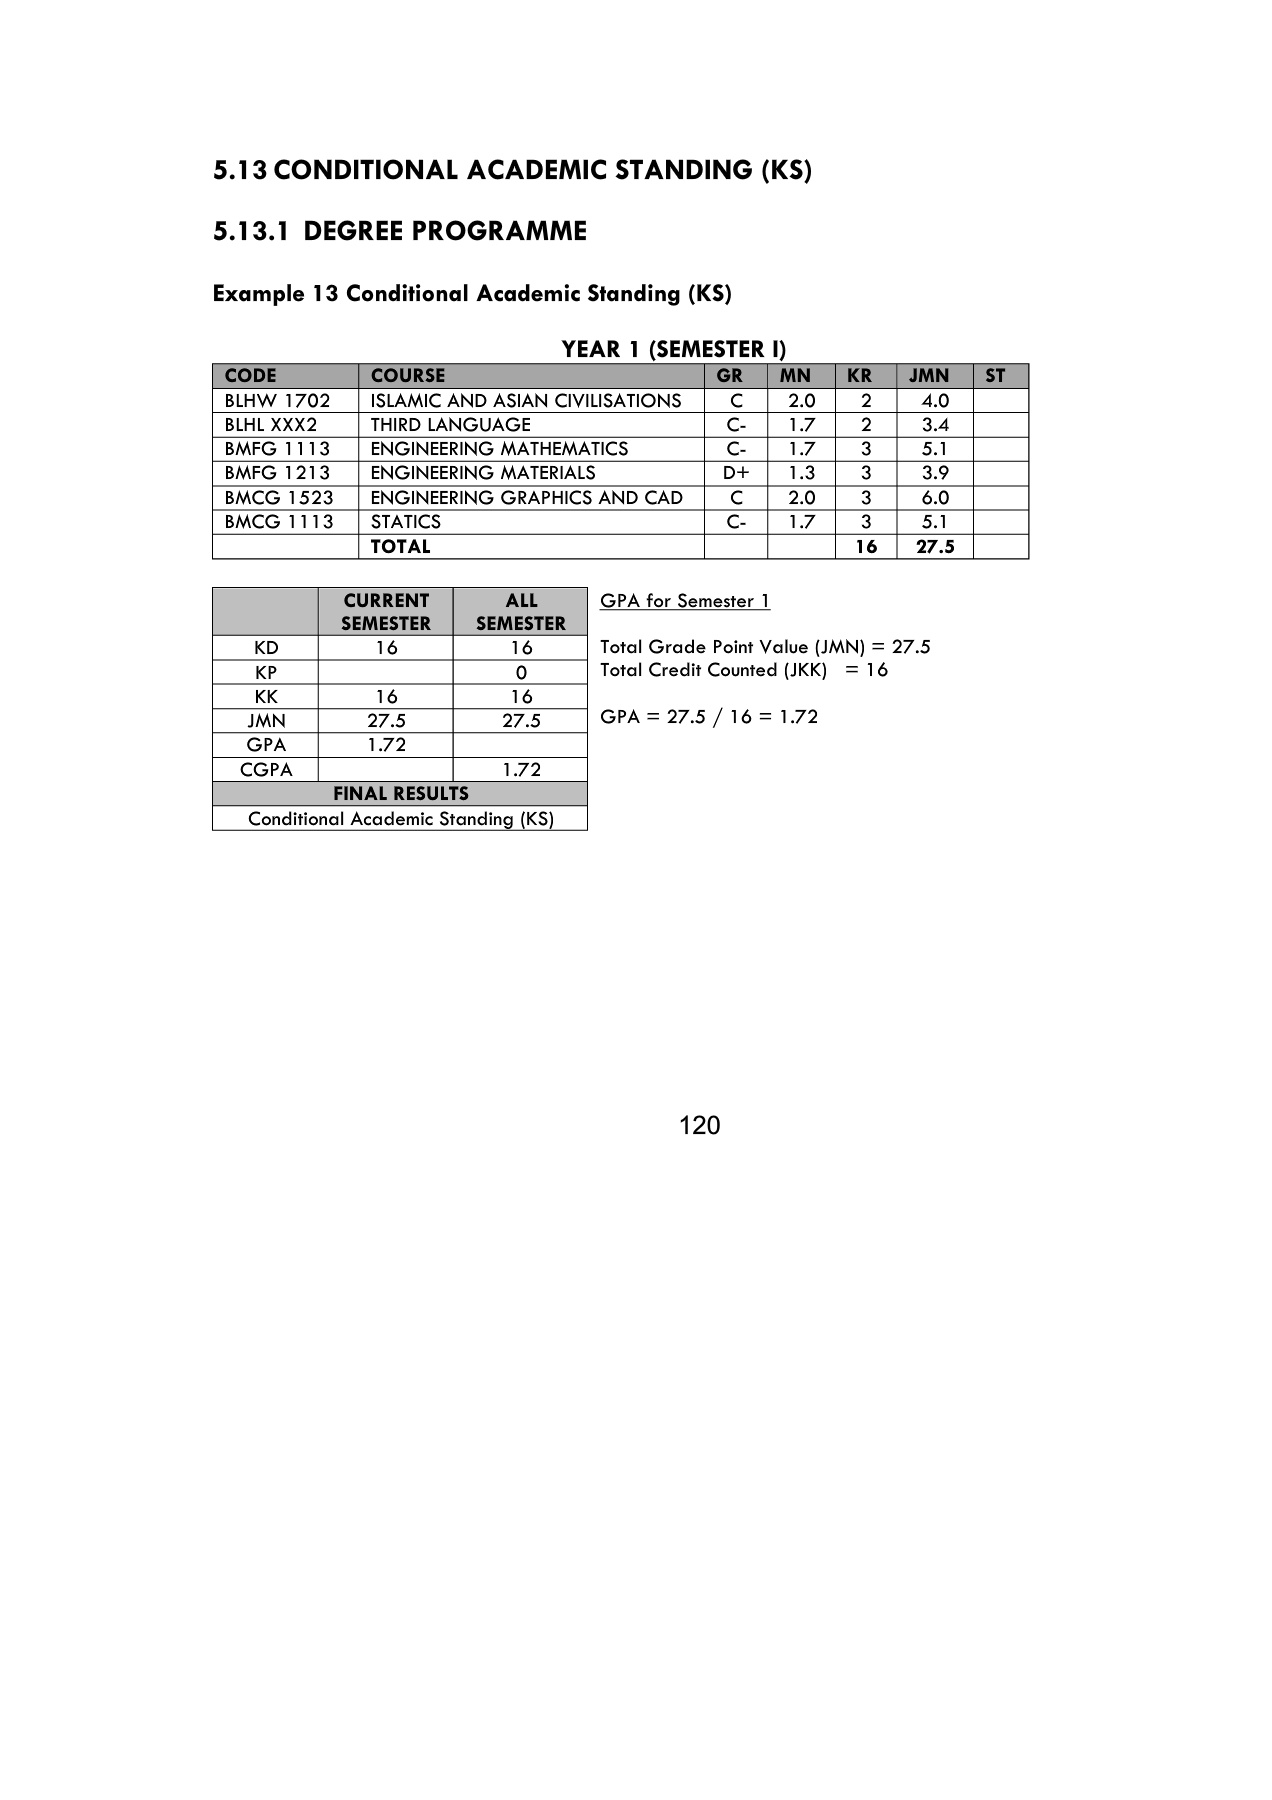 5.13 CONDITIONAL ACADEMIC STANDING (KS)
5.13.1 DEGREE PROGRAMME
Example 13 Conditional Academic Standing (KS)
YEAR 1 (SEMESTER I)
CODE COURSE GR MN KR JMN ST
BLHW 1702 ISLAMIC AND ASIAN CIVILISATIONS C 2.0 2 4.0
BLHL XXX2 THIRD LANGUAGE C- 1.7 2 3.4
BMFG 1113 ENGINEERING MATHEMATICS C- 1.7 3 5.1
BMFG 1213 ENGINEERING MATERIALS D+ 1.3 3 3.9
BMCG 1523 ENGINEERING GRAPHICS AND CAD C 2.0 3 6.0
BMCG 1113 STATICS C- 1.7 3 5.1
TOTAL 16 27.5
CURRENT SEMESTER ALL SEMESTER
KD 16 16
KP 0
KK 16 16
JMN 27.5 27.5
GPA 1.72
CGPA 1.72
FINAL RESULTS
Conditional Academic Standing (KS)
GPA for Semester 1
Total Grade Point Value (JMN) = 27.5
Total Credit Counted (JKK) = 16
GPA = 27.5 / 16 = 1.72
120